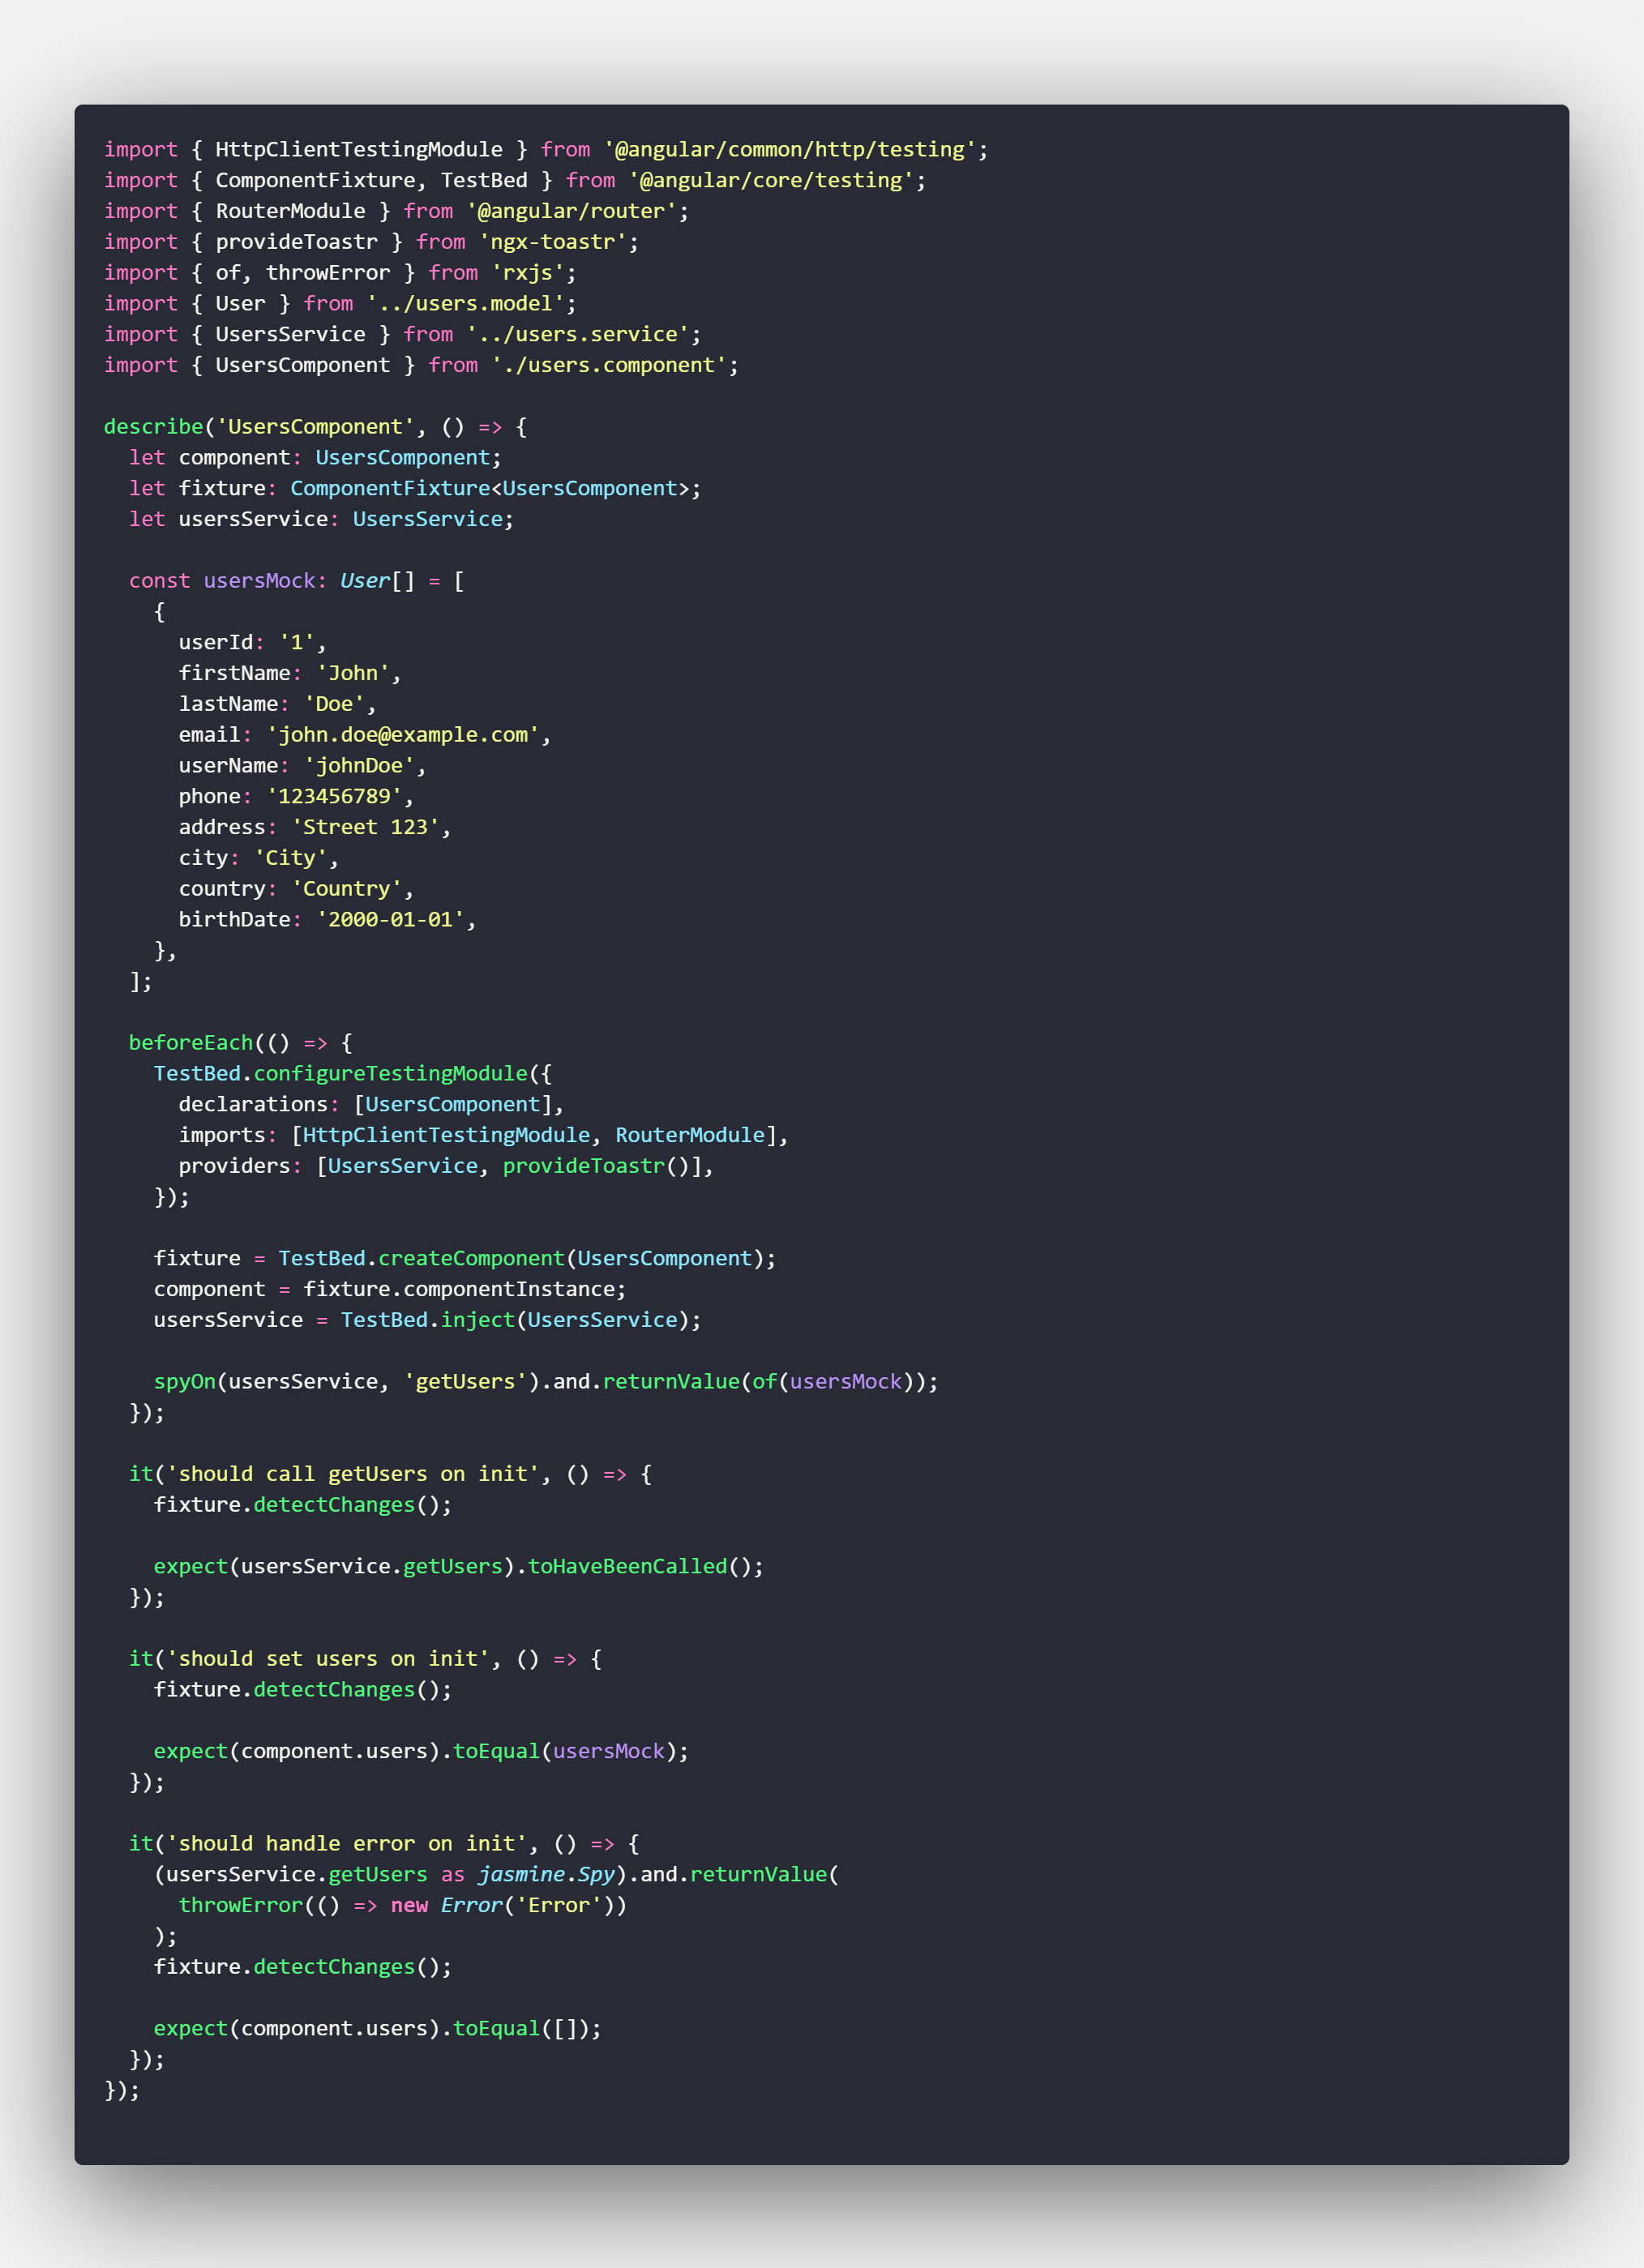 import { HttpClientTestingModule } from '@angular/common/http/testing';
import { ComponentFixture, TestBed } from '@angular/core/testing';
import { RouterModule } from '@angular/router';
import { provideToastr } from 'ngx-toastr';
import { of, throwError } from 'rxjs';
import { User } from '../users.model';
import { UsersService } from '../users.service';
import { UsersComponent } from './users.component';

describe('UsersComponent', () => {
  let component: UsersComponent;
  let fixture: ComponentFixture<UsersComponent>;
  let usersService: UsersService;

  const usersMock: User[] = [
    {
      userId: '1',
      firstName: 'John',
      lastName: 'Doe',
      email: 'john.doe@example.com',
      userName: 'johnDoe',
      phone: '123456789',
      address: 'Street 123',
      city: 'City',
      country: 'Country',
      birthDate: '2000-01-01',
    },
  ];

  beforeEach(() => {
    TestBed.configureTestingModule({
      declarations: [UsersComponent],
      imports: [HttpClientTestingModule, RouterModule],
      providers: [UsersService, provideToastr()],
    });

    fixture = TestBed.createComponent(UsersComponent);
    component = fixture.componentInstance;
    usersService = TestBed.inject(UsersService);

    spyOn(usersService, 'getUsers').and.returnValue(of(usersMock));
  });

  it('should call getUsers on init', () => {
    fixture.detectChanges();

    expect(usersService.getUsers).toHaveBeenCalled();
  });

  it('should set users on init', () => {
    fixture.detectChanges();

    expect(component.users).toEqual(usersMock);
  });

  it('should handle error on init', () => {
    (usersService.getUsers as jasmine.Spy).and.returnValue(
      throwError(() => new Error('Error'))
    );
    fixture.detectChanges();

    expect(component.users).toEqual([]);
  });
});